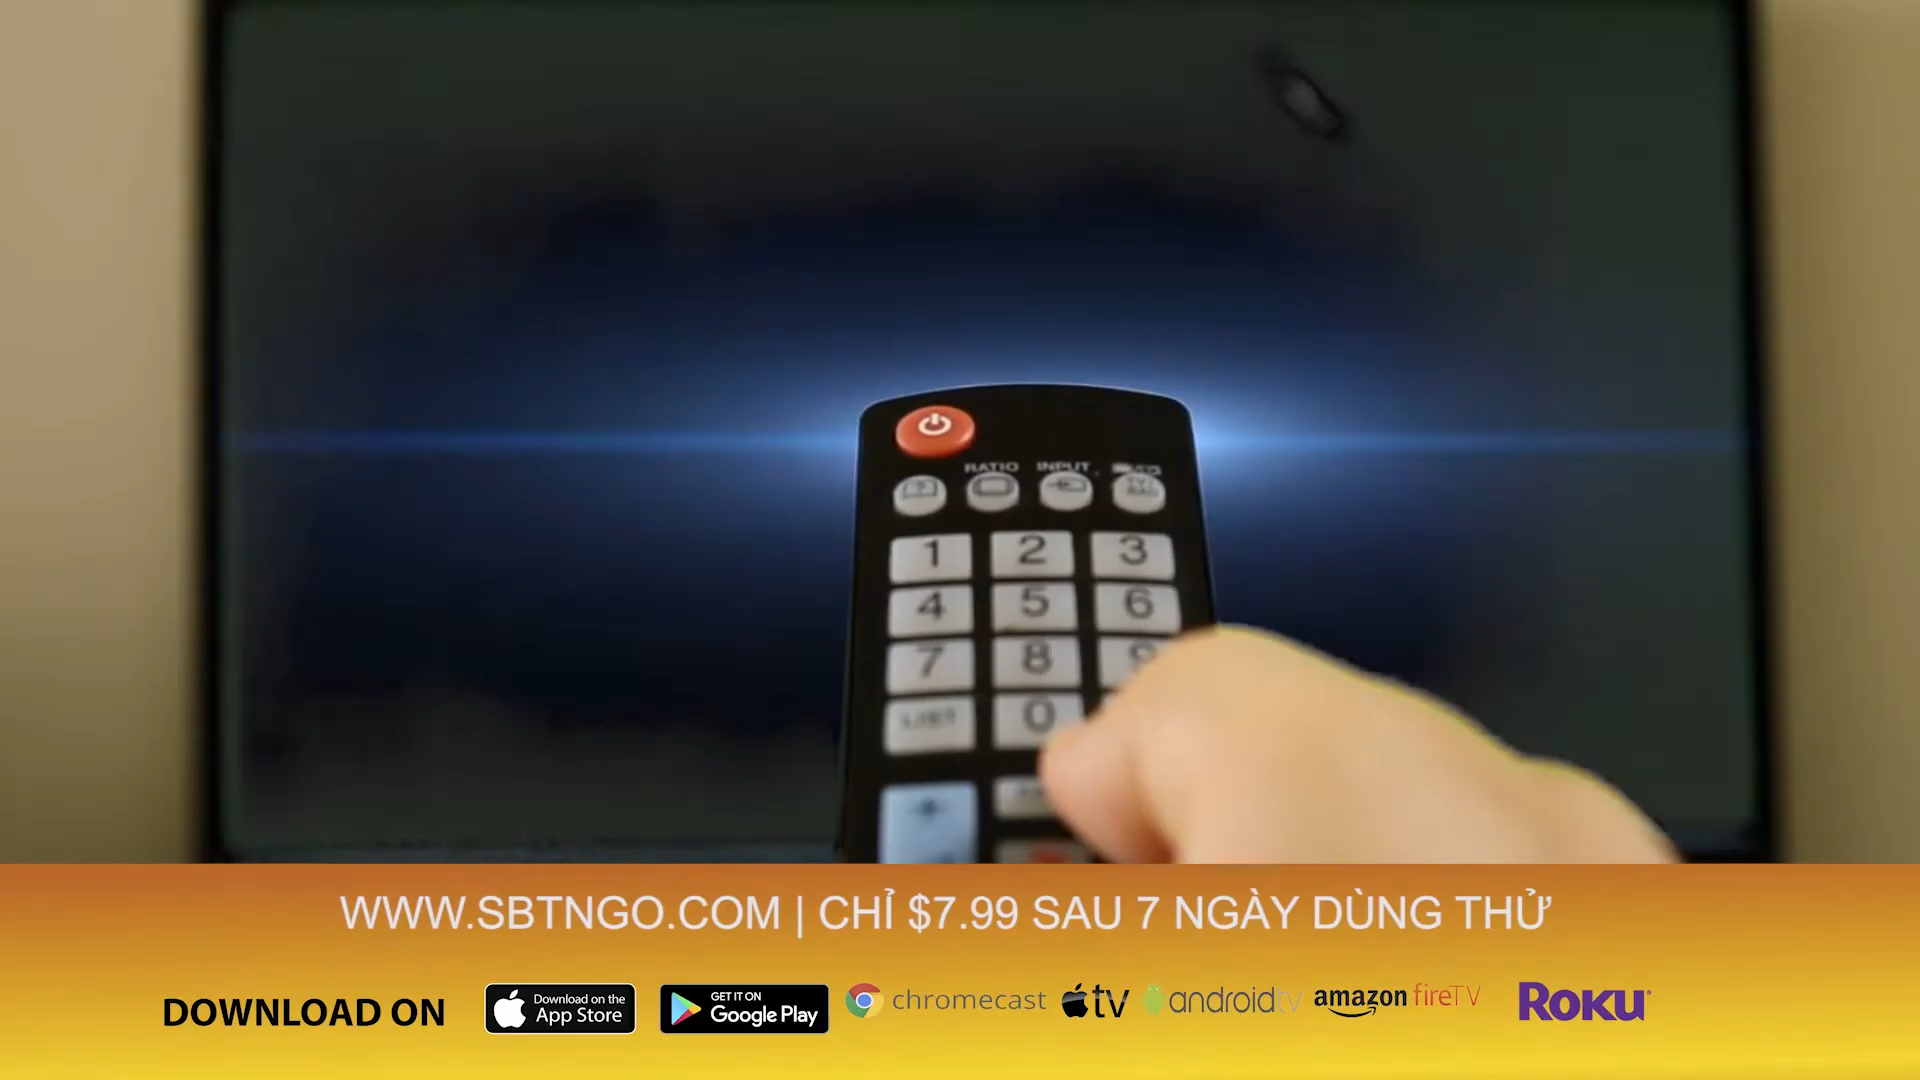 RATIO INPUT
1 2 3
4 5 6
7 8 9
LIST 0
WWW.SBTNGO.COM | CHỈ $7.99 SAU 7 NGÀY DÙNG THỬ
DOWNLOAD ON
Download on the
App Store
GET IT ON
Google Play
chromecast
tv
androidtv
amazon fireTV
ROKU